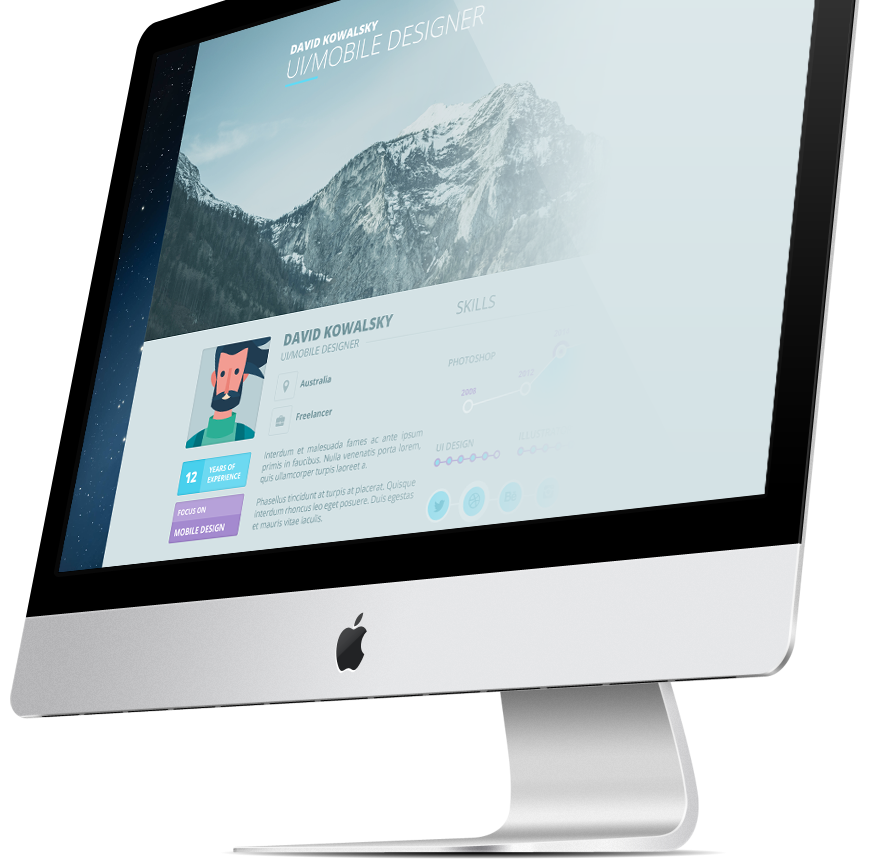 DAVID KOWALSKY
UI/MOBILE DESIGNER
SKILLS
DAVID KOWALSKY
UI/MOBILE DESIGNER
Australia
Freelancer
PHOTOSHOP
2008
2012
12
YEARS OF
EXPERIENCE
FOCUS ON
MOBILE DESIGN
Interdum et malesuada fames ac ante ipsum
primis in faucibus. Nulla venenatis porta lorem,
quis ullamcorper turpis laoreet a.
Phasellus tincidunt at turpis at placerat. Quisque
interdum rhoncus leo eget posuere. Duis egestas
et mauris vitae iaculis.
UI DESIGN
Bē